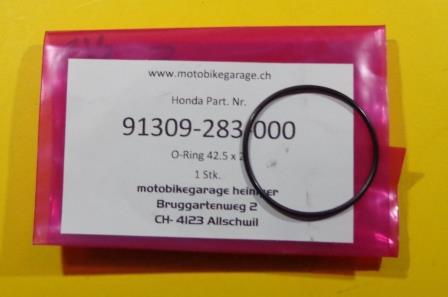 www.motobikegarage.ch
Honda Part. Nr.
91309-283-000
O-Ring 42.5 x
1 Stk.
motobikegarage
Bruggartenweg 2
CH- 4123 Allschwil